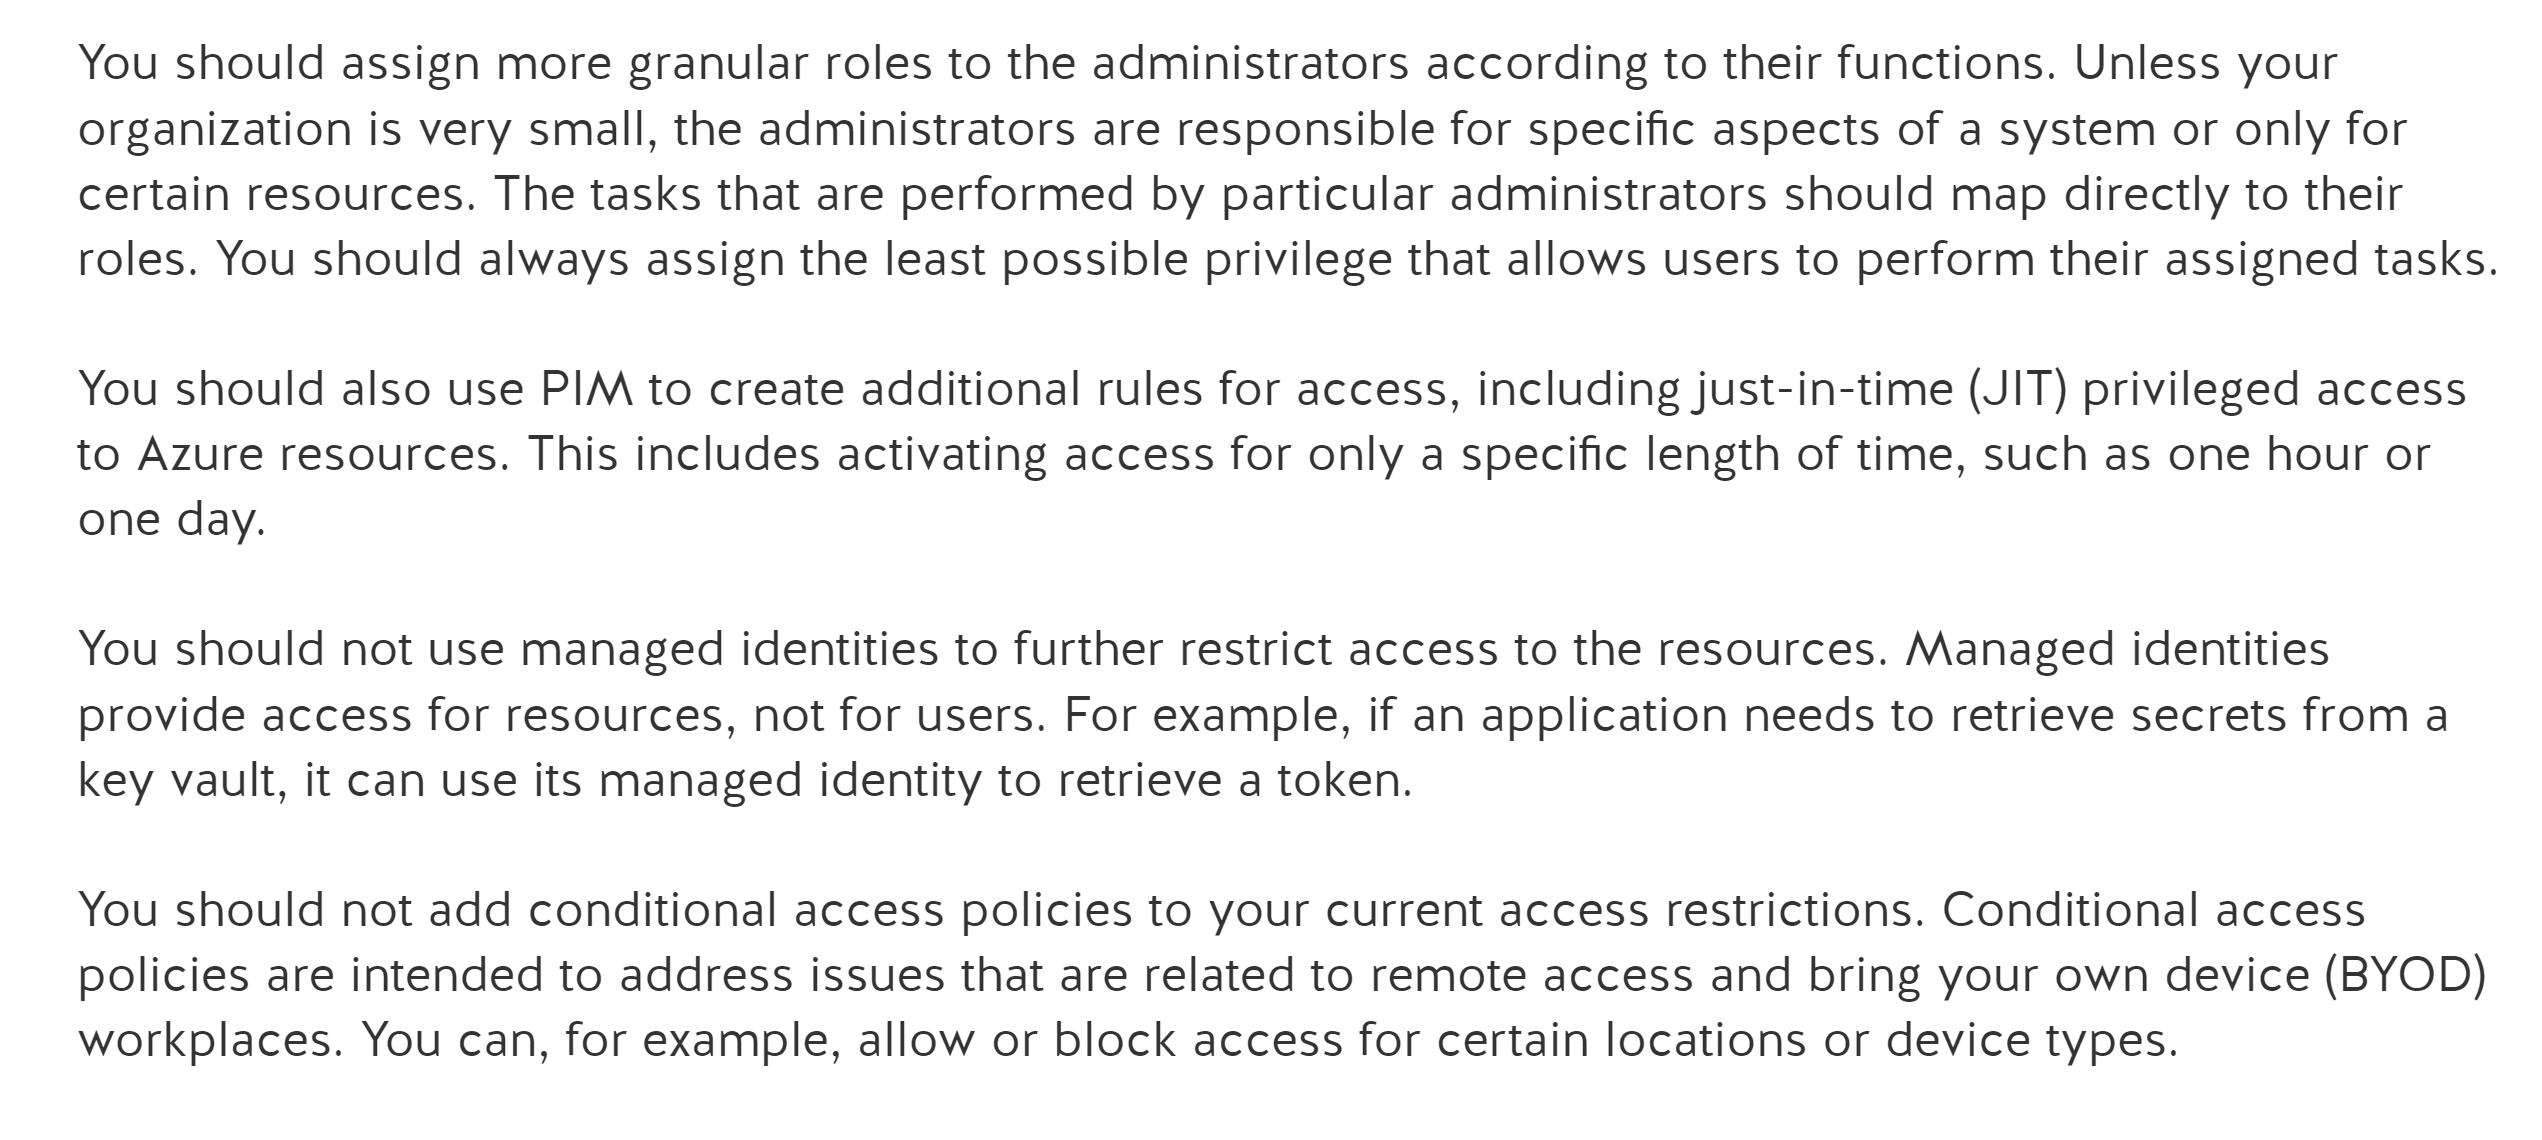 You should assign more granular roles to the administrators according to their functions. Unless your
organization is very small, the administrators are responsible for specific aspects of a system or only for
certain resources. The tasks that are performed by particular administrators should map directly to their
roles. You should always assign the least possible privilege that allows users to perform their assigned tasks.
You should also use PIM to create additional rules for access, including just-in-time (JIT) privileged access
to Azure resources. This includes activating access for only a specific length of time, such as one hour or
one day.
You should not use managed identities to further restrict access to the resources. Managed identities
provide access for resources, not for users. For example, if an application needs to retrieve secrets from a
key vault, it can use its managed identity to retrieve a token.
You should not add conditional access policies to your current access restrictions. Conditional access
policies are intended to address issues that are related to remote access and bring your own device (BYOD)
workplaces. You can, for example, allow or block access for certain locations or device types.